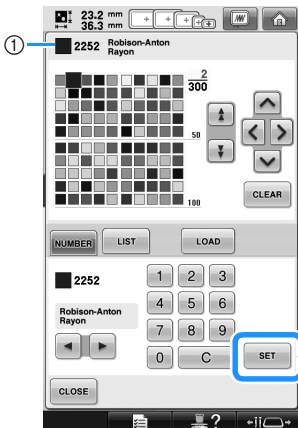 23.2 mm
36.3 mm
1
2252 Robison-Anton
Rayon
2
300
50
100
CLEAR
NUMBER LIST LOAD
2252
Robison-Anton
Rayon
1 2 3
4 5 6
7 8 9
0 C
SET
CLOSE
?